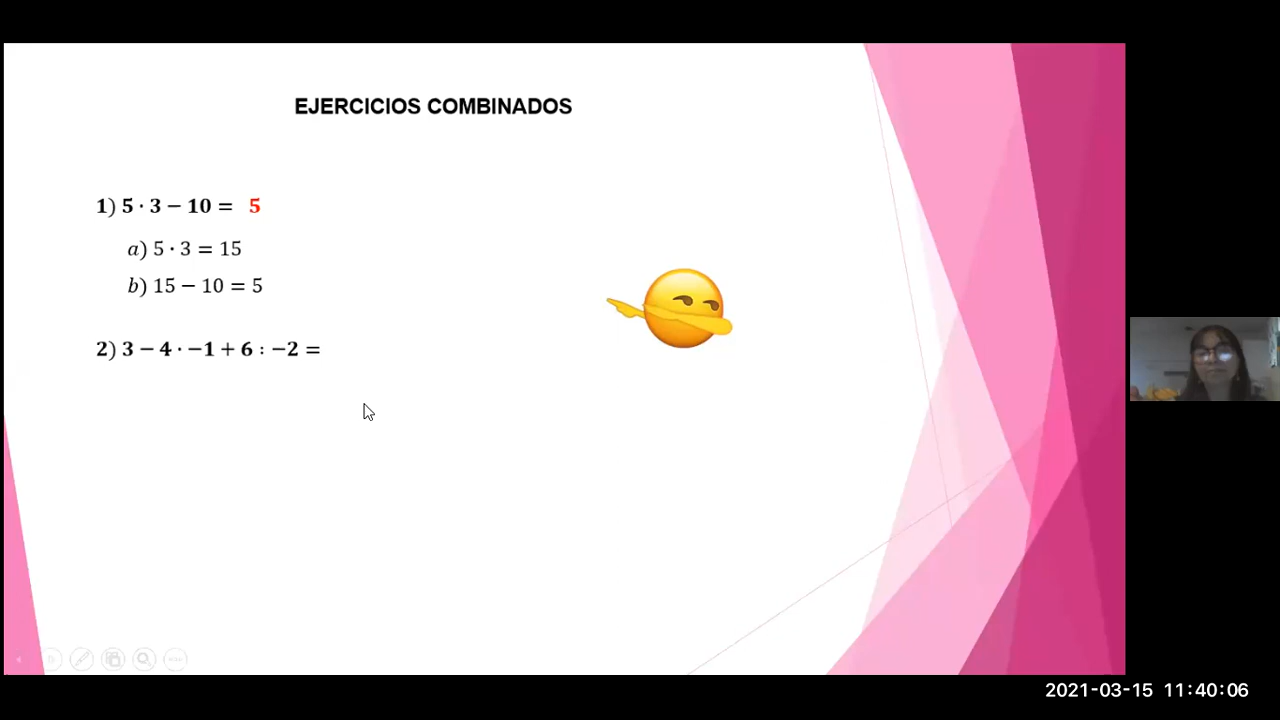 EJERCICIOS COMBINADOS
1) 5 · 3 − 10 = 5
a) 5 · 3 = 15
b) 15 − 10 = 5
2) 3 − 4 · −1 + 6 : −2 =
2021-03-15 11:40:06